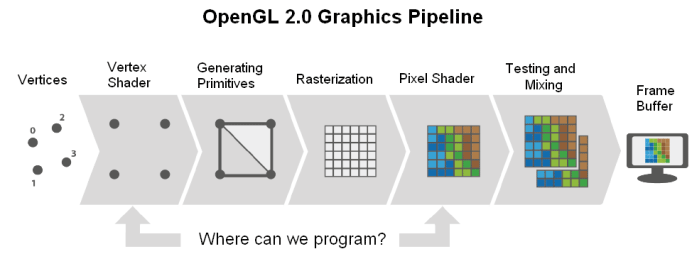 OpenGL 2.0 Graphics Pipeline
Vertices
Vertex
Shader
Generating
Primitives
Rasterization
Pixel Shader
Testing and
Mixing
Frame
Buffer
0
2
3
1
Where can we program?